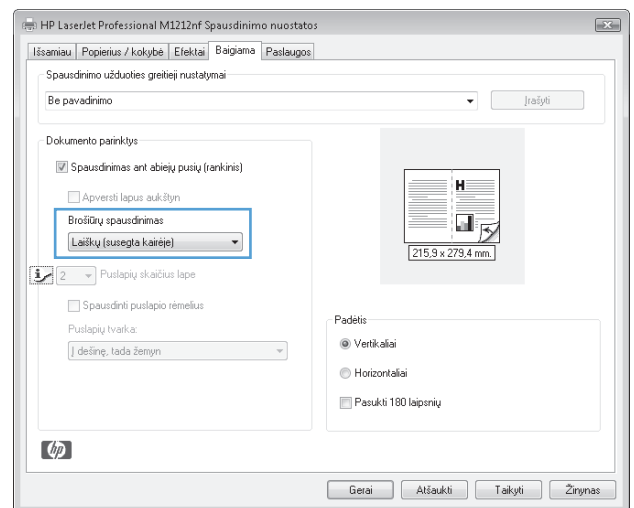 HP LaserJet Professional M1212nf Spausdinimo nuostatos
Išsamiau Popierius / kokybė Efektai Baigiama Paslaugos
Spausdinimo užduoties greitieji nustatymai
Be pavadinimo
Įrašyti
Dokumento parinktys
Spausdinimas ant abiejų pusių (rankinis)
Apversti lapus aukštyn
Brošiūrų spausdinimas
Laiškų (susegta kairėje)
2 Puslapių skaičius lape
Spausdinti puslapio rėmelius
Puslapių tvarka:
Į dešinę, tada žemyn
H
215,9 x 279,4 mm.
Padėtis
Vertikaliai
Horizontaliai
Pasukti 180 laipsnių
hp
Gerai Atšaukti Taikyti Žinynas